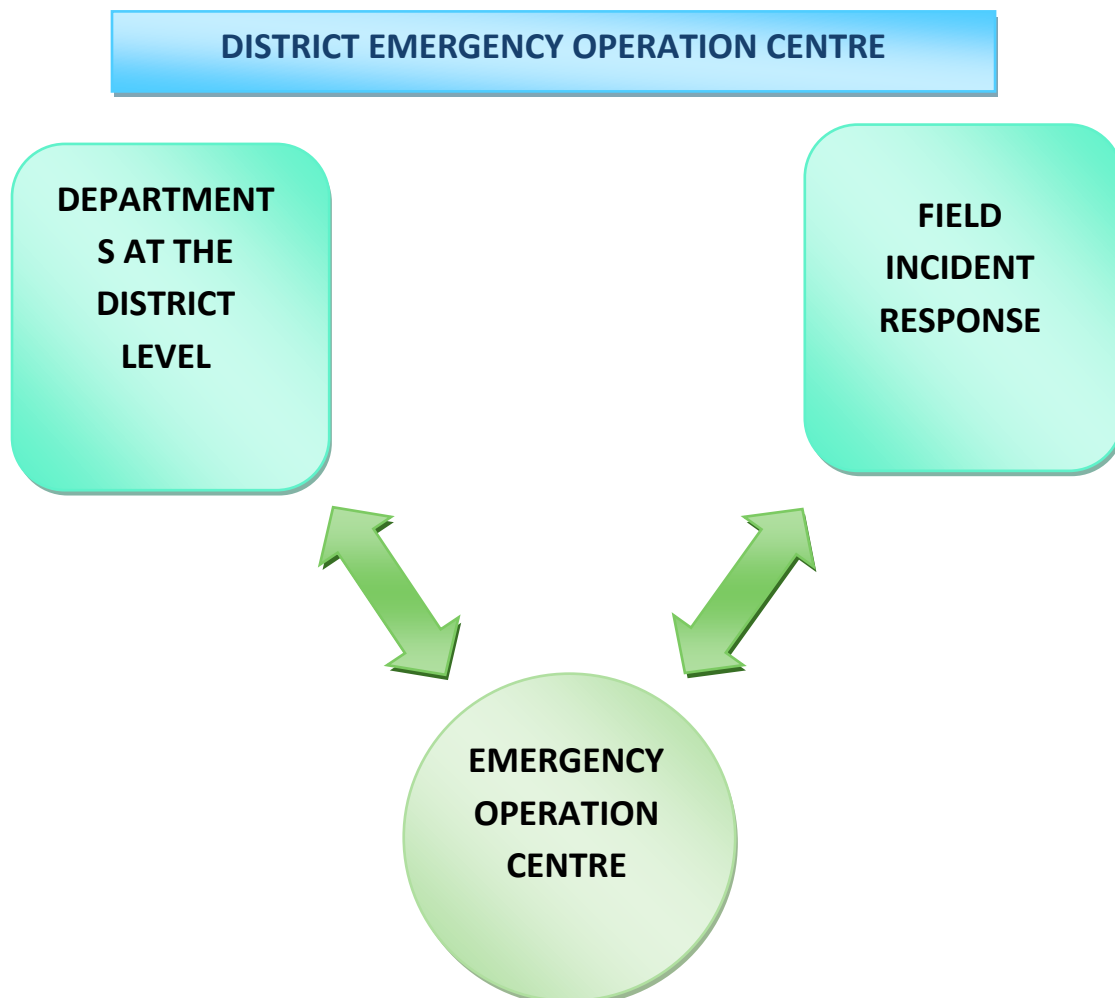 DISTRICT EMERGENCY OPERATION CENTRE
DEPARTMENT
S AT THE
DISTRICT
LEVEL
FIELD
INCIDENT
RESPONSE
EMERGENCY
OPERATION
CENTRE